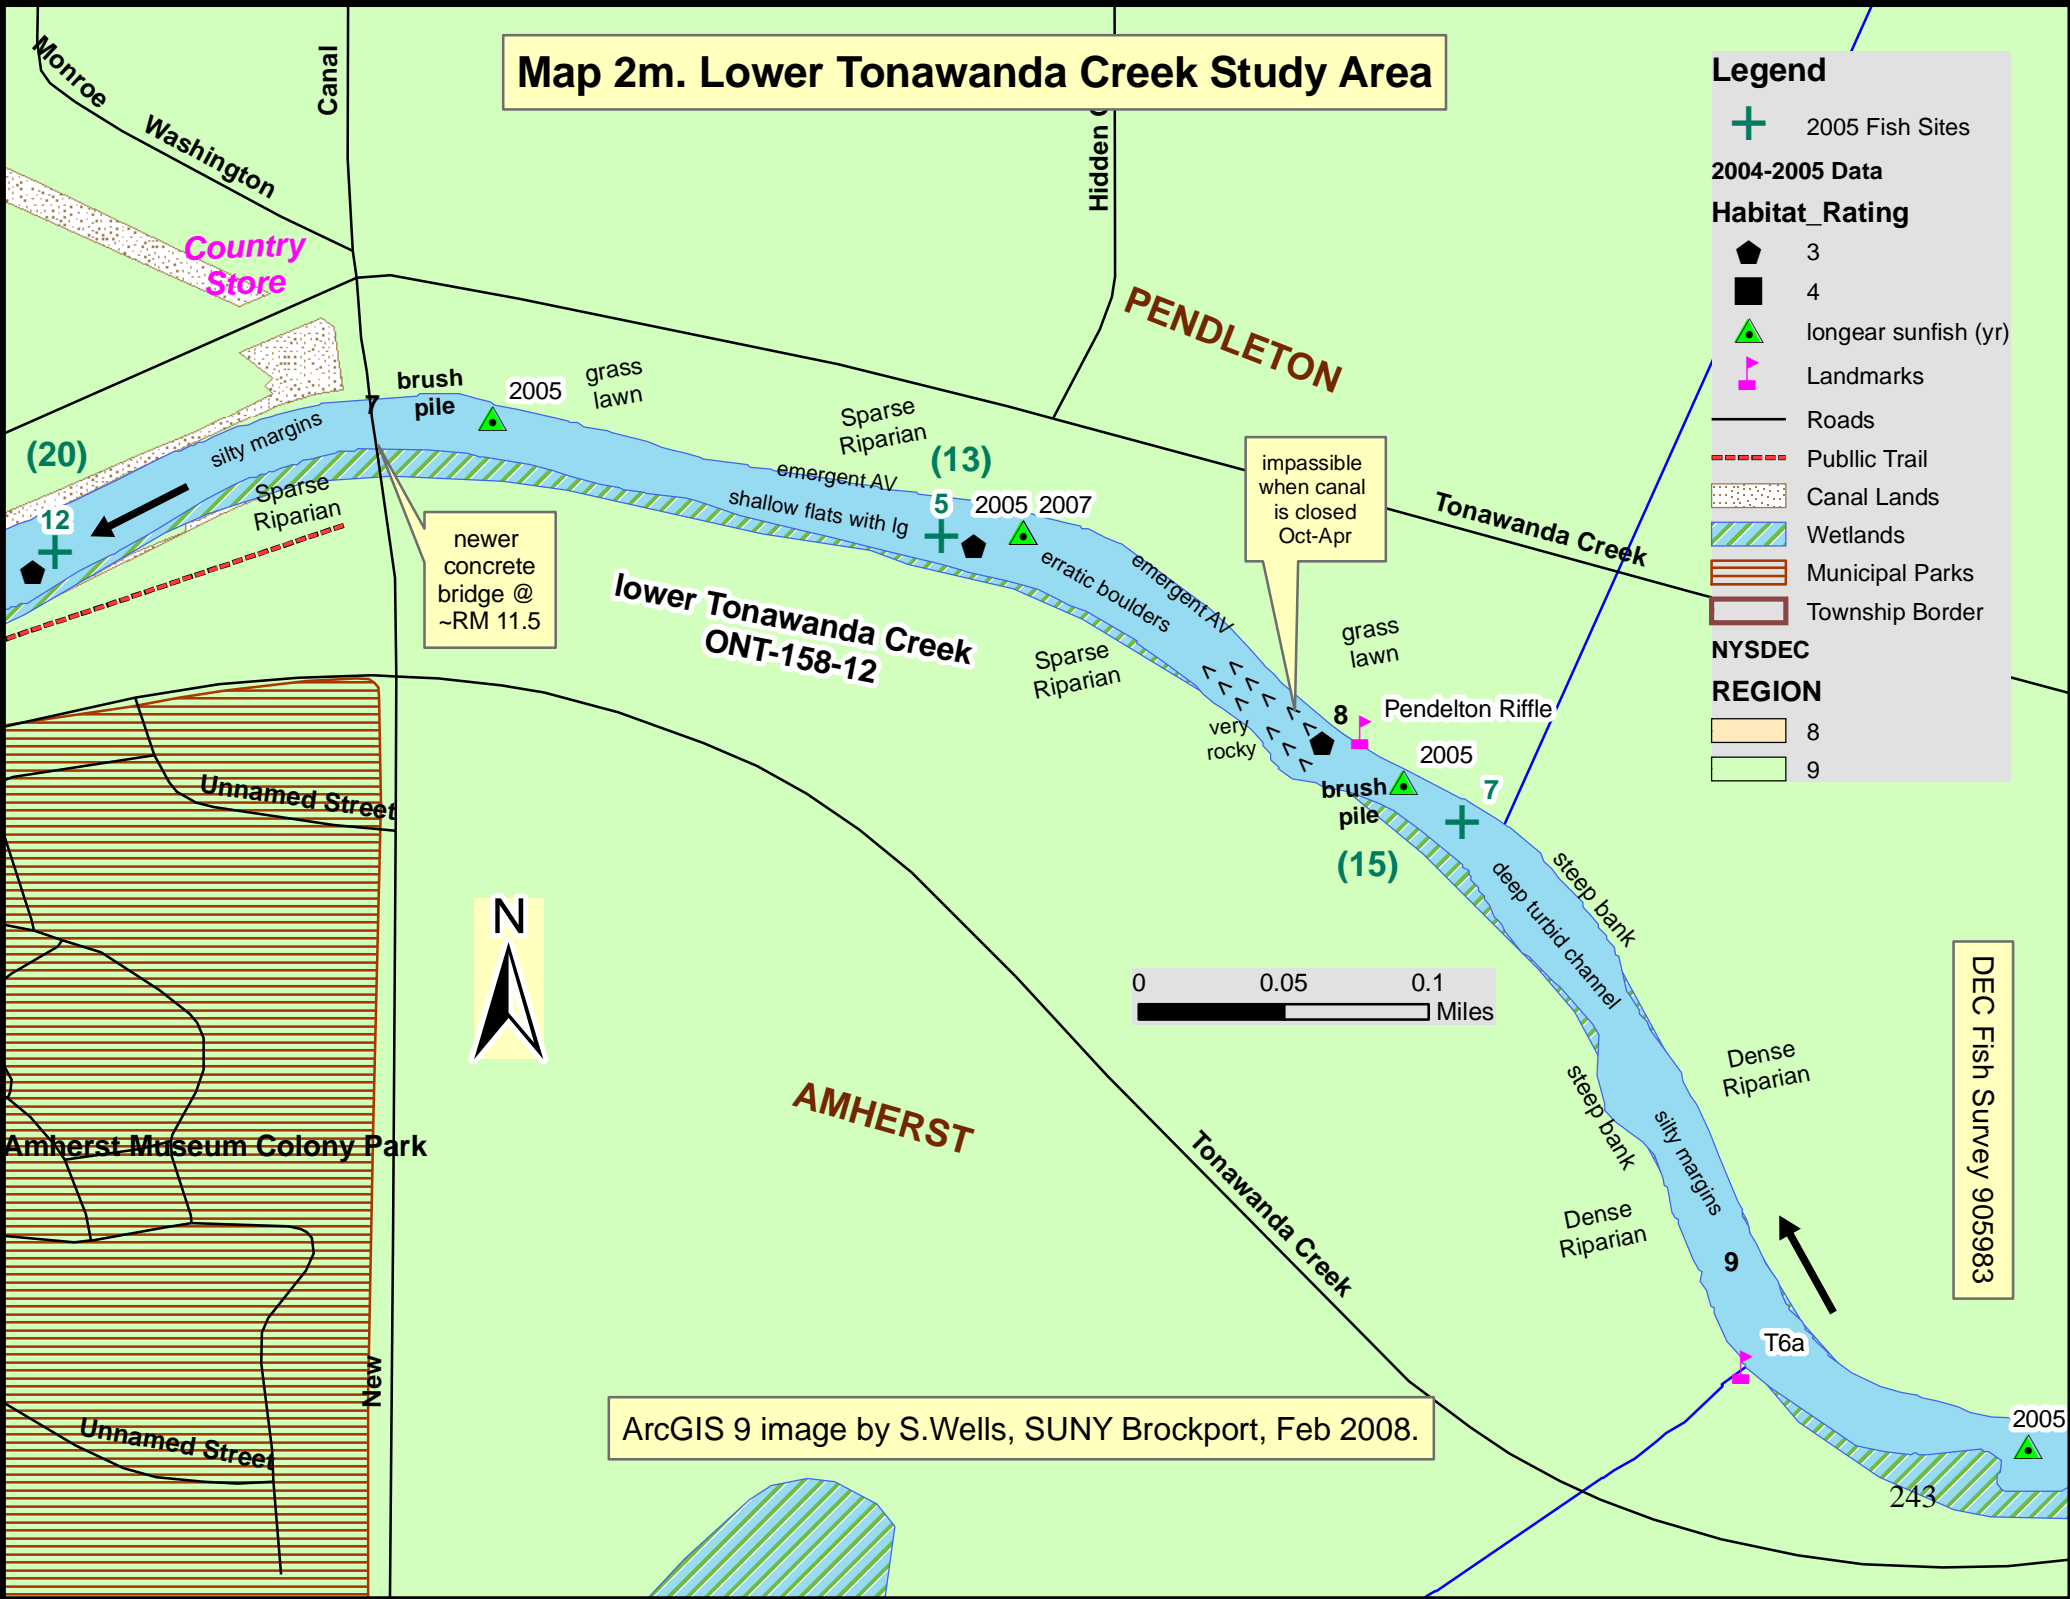 Map 2m. Lower Tonawanda Creek Study Area
Monroe
Washington
Canal
Hidden
Country
Store
PENDLETON
Legend
2005 Fish Sites
2004-2005 Data
Habitat_Rating
3
4
longear sunfish (yr)
Landmarks
Roads
Publlic Trail
Canal Lands
Wetlands
Municipal Parks
Township Border
NYSDEC
REGION
8
9
brush
pile
7
2005
grass
lawn
Sparse
Riparian
silty margins
(20)
12
Sparse
Riparian
emergent AV
shallow flats with lg
(13)
5
2005 2007
erratic boulders
emergent AV
impassible
when canal
is closed
Oct-Apr
Tonawanda Creek
newer
concrete
bridge @
~RM 11.5
lower Tonawanda Creek
ONT-158-12
Sparse
Riparian
grass
lawn
very
rocky
8
Pendelton Riffle
2005
7
brush
pile
(15)
<
<
<
<
<
<
<
<
<
<
<
<
<
deep turbid channel
steep bank
Unnamed Street
N
0 0.05 0.1
Miles
DEC Fish Survey 905983
Dense
Riparian
steep bank
silty margins
Dense
Riparian
9
AMHERST
Amherst Museum Colony Park
Tonawanda Creek
T6a
New
Unnamed Street
ArcGIS 9 image by S.Wells, SUNY Brockport, Feb 2008.
2005
243